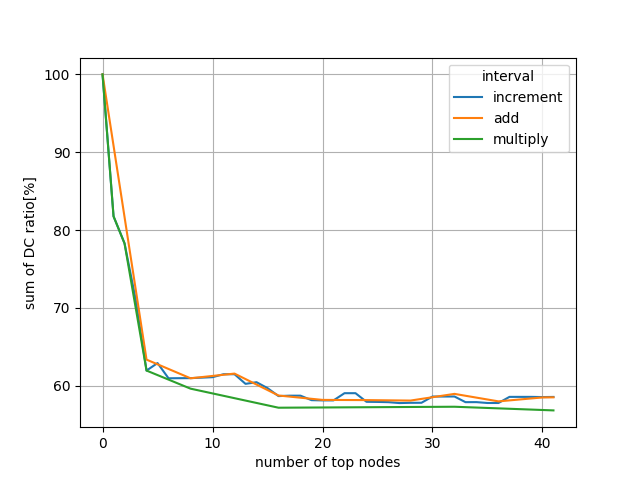 interval
increment
add
multiply
100
90
80
70
60
sum of DC ratio[%]
0 10 20 30 40
number of top nodes